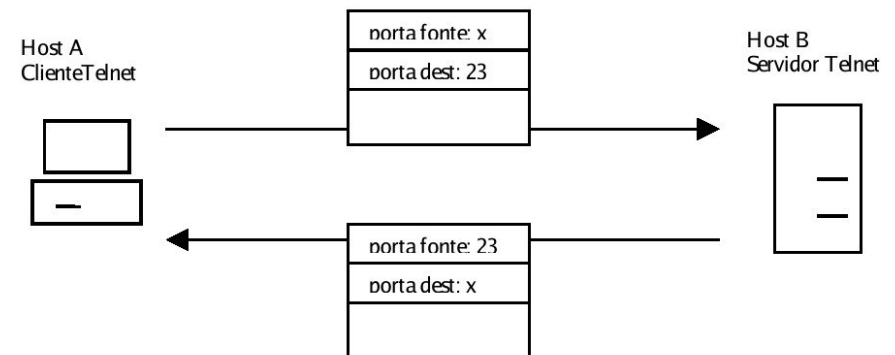 Host A
ClienteTelnet
porta fonte: x
porta dest: 23
Host B
Servidor Telnet
porta fonte: 23
porta dest: x